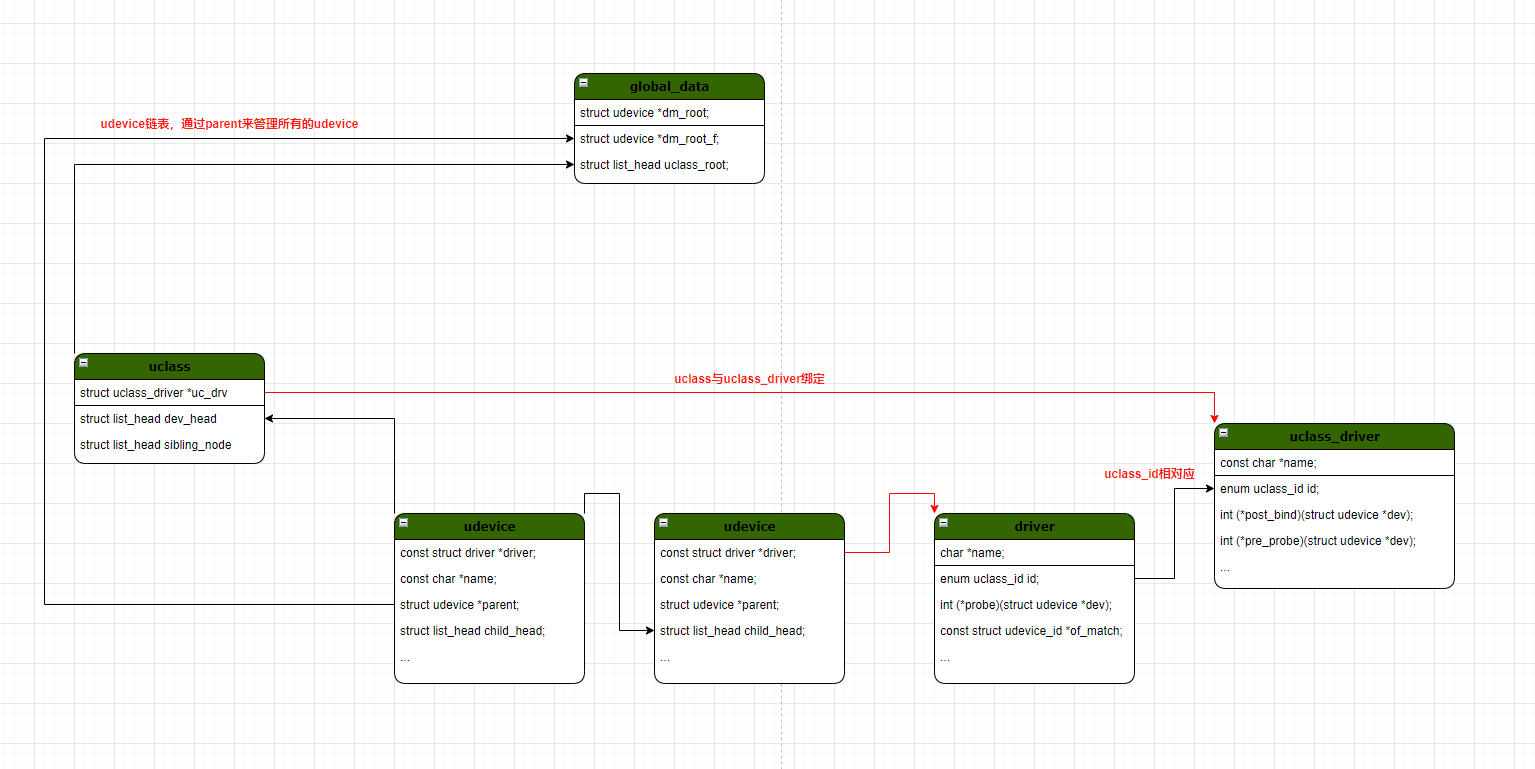 global_data
struct udevice *dm_root;
struct udevice *dm_root_f;
struct list_head uclass_root;
udevice链表，通过parent来管理所有的udevice
uclass
struct uclass_driver *uc_drv
struct list_head dev_head
struct list_head sibling_node
uclass与uclass_driver绑定
uclass_driver
const char *name;
enum uclass_id id;
int (*post_bind)(struct udevice *dev);
int (*pre_probe)(struct udevice *dev);
...
uclass_id相对应
udevice
const struct driver *driver;
const char *name;
struct udevice *parent;
struct list_head child_head;
...
udevice
const struct driver *driver;
const char *name;
struct udevice *parent;
struct list_head child_head;
...
driver
char *name;
enum uclass_id id;
int (*probe)(struct udevice *dev);
const struct udevice_id *of_match;
...